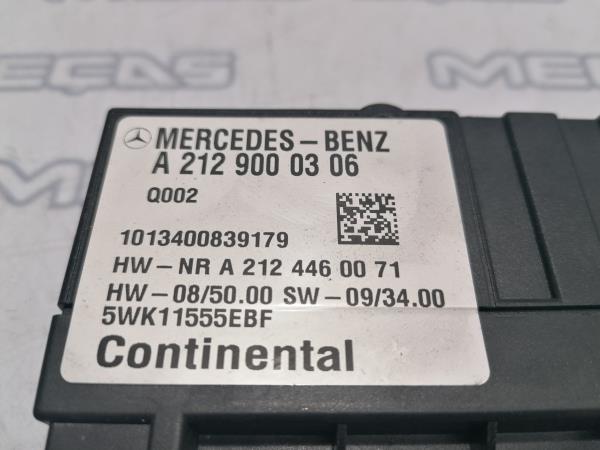 MERCEDES-BENZ
A 212 900 03 06
Q002
1013400839179
HW-NR A 212 446 00 71
HW-08/50.00 SW-09/34.00
5WK11555EBF
Continental